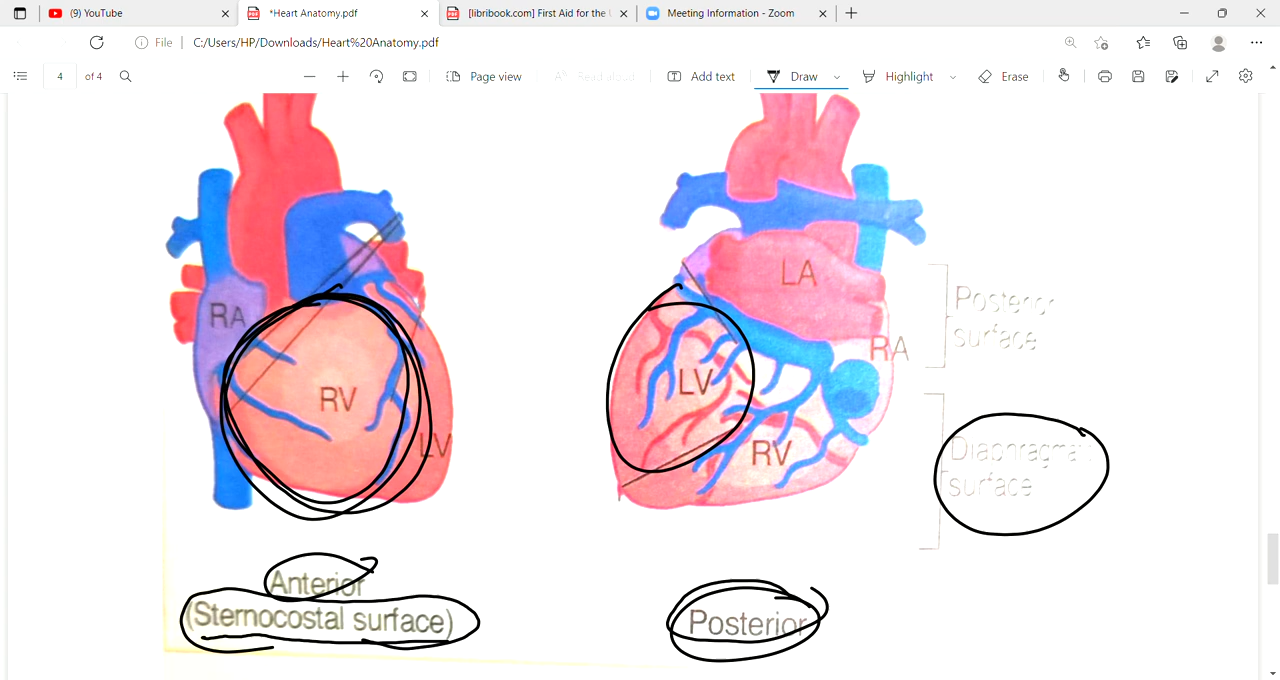 (9) YouTube
*Heart Anatomy.pdf
[libribook.com] First Aid for the
Meeting Information - Zoom
File
C:/Users/HP/Downloads/Heart%20Anatomy.pdf
4 of 4
Page view
Read aloud
Add text
Draw
Highlight
Erase
LA
RA
Posterior
surface
RA
LV
RV
LV
RV
Diaphragmatic
surface
Anterior
(Sternocostal surface)
Posterior